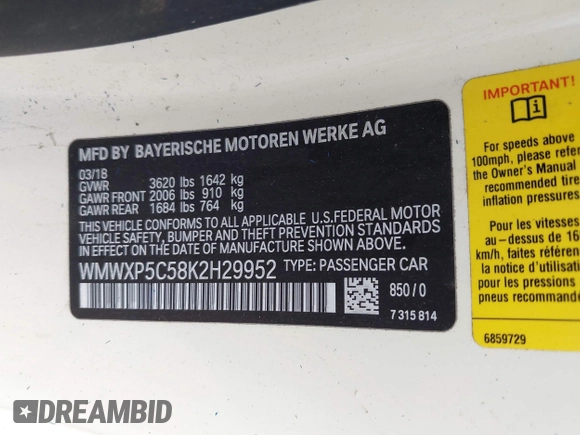 MFD BY BAYERISCHE MOTOREN WERKE AG
03/18
GVWR 3620 lbs 1642 kg
GAWR FRONT 2006 lbs 910 kg
GAWR REAR 1684 lbs 764 kg
THIS VEHICLE CONFORMS TO ALL APPLICABLE U.S.FEDERAL MOTOR
VEHICLE SAFETY, BUMPER AND THEFT PREVENTION STANDARDS
IN EFFECT ON THE DATE OF MANUFACTURE SHOWN ABOVE.
WMWXP5C58K2H29952 TYPE: PASSENGER CAR
850/0
7 315 814
IMPORTANT!
For speeds above
100mph, please refer
the Owner's Manual
recommended tire
inflation pressures.
Pour les vitesses
au-dessus de 16
km/h, faites référence
notice d'utilisation
pour les pressions
pneus recommandé
6859729
DREAMBID